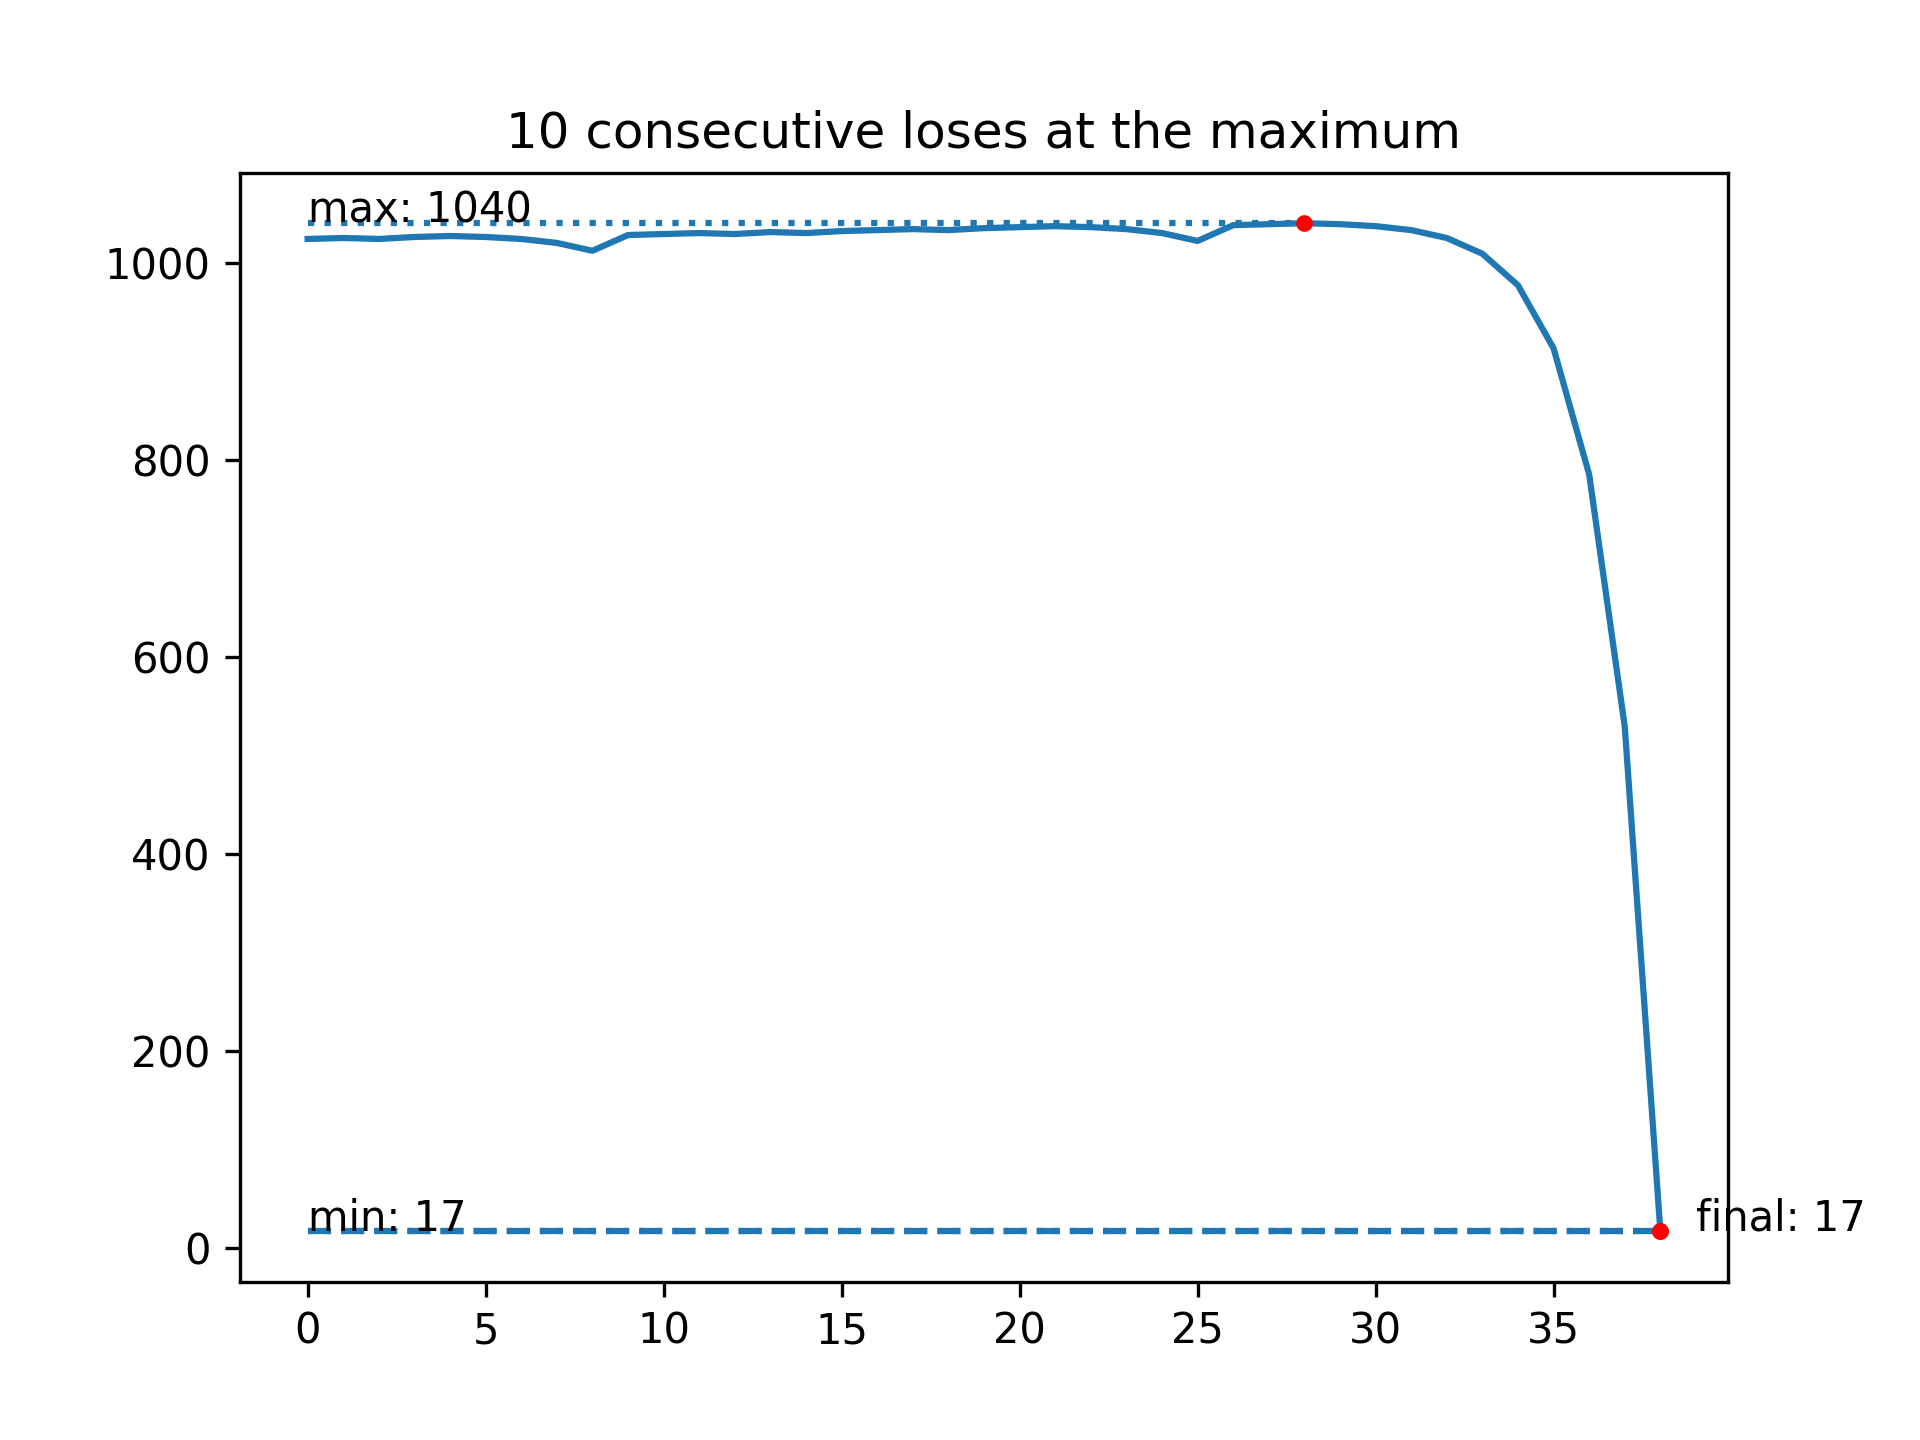 10 consecutive loses at the maximum
max: 1040
1000
800
600
400
200
min: 17
final: 17
0
0 5 10 15 20 25 30 35